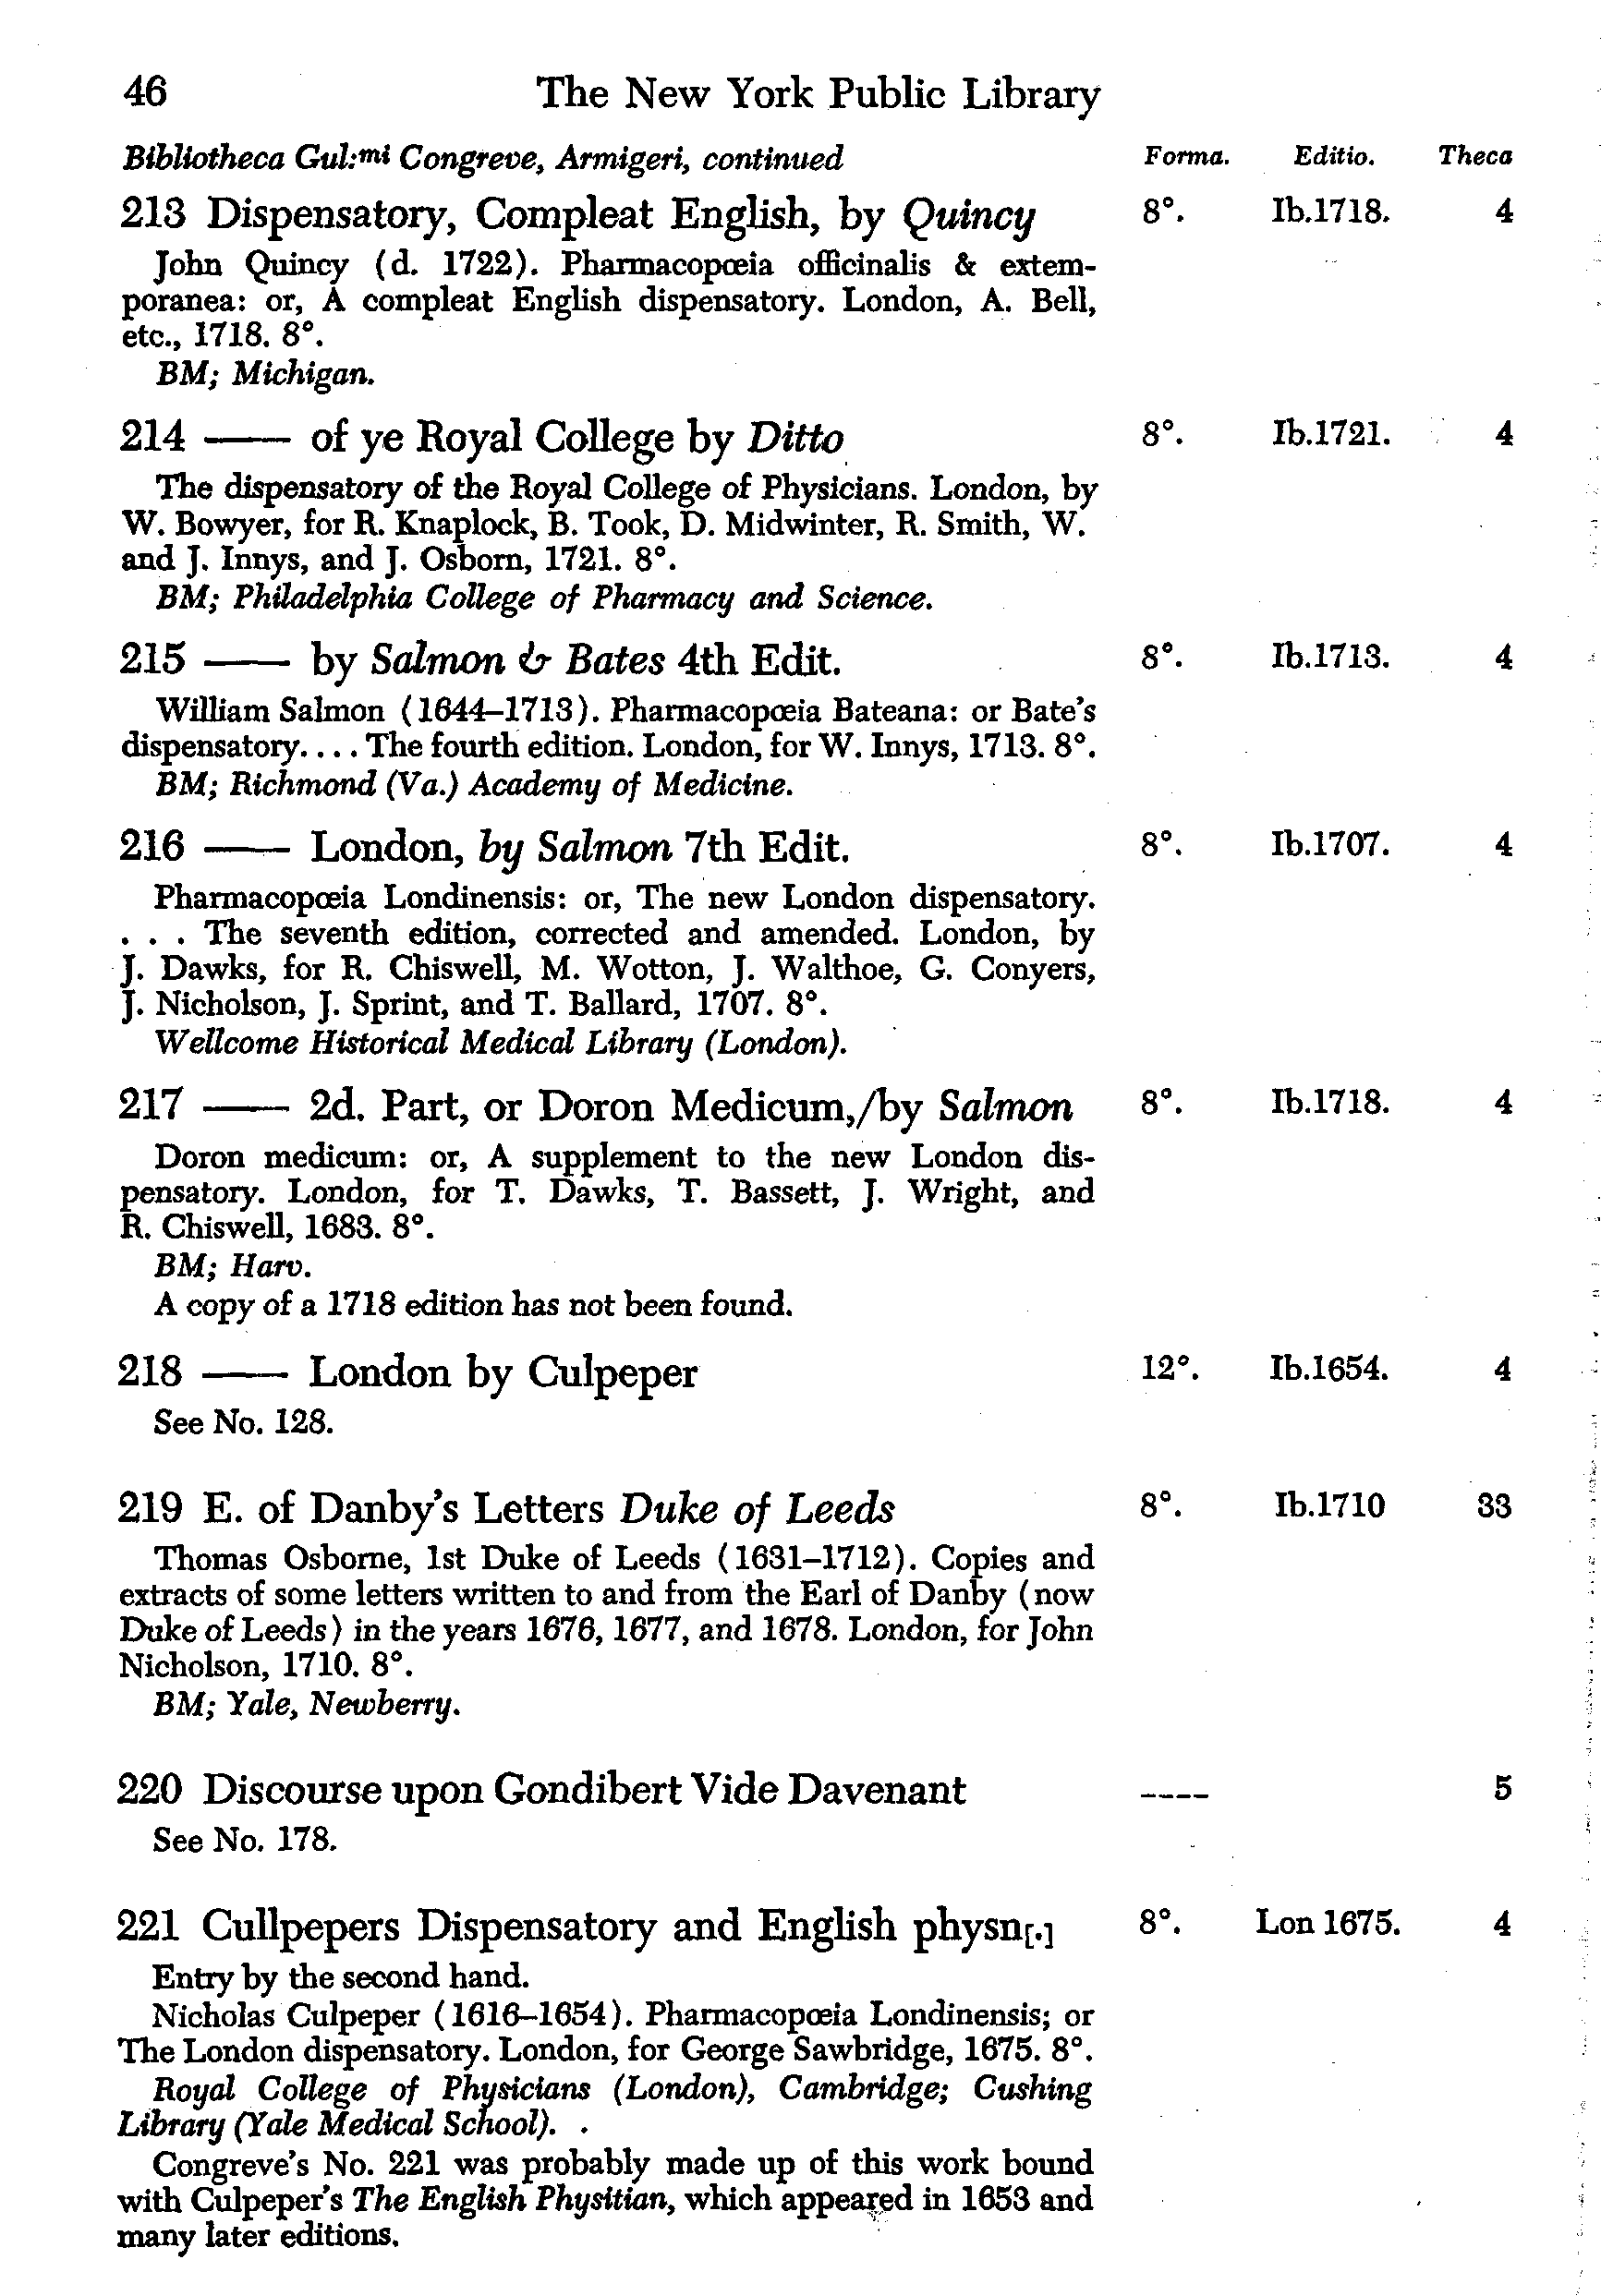 46 The New York Public Library
Bibliotheca Gul:mi Congreve, Armigeri, continued Forma. Editio. Theca
213 Dispensatory, Compleat English, by Quincy 8°. Ib.1718. 4
John Quincy (d. 1722). Pharmacopœia officinalis & extem-
poranea: or, A compleat English dispensatory. London, A. Bell,
etc., 1718. 8°.
BM; Michigan.
214 —— of ye Royal College by Ditto 8°. Ib.1721. 4
The dispensatory of the Royal College of Physicians. London, by
W. Bowyer, for R. Knaplock, B. Took, D. Midwinter, R. Smith, W.
and J. Innys, and J. Osborn, 1721. 8°.
BM; Philadelphia College of Pharmacy and Science.
215 —— by Salmon & Bates 4th Edit. 8°. Ib.1713. 4
William Salmon (1644–1713). Pharmacopœia Bateana: or Bate's
dispensatory. . . . The fourth edition. London, for W. Innys, 1713. 8°.
BM; Richmond (Va.) Academy of Medicine.
216 —— London, by Salmon 7th Edit. 8°. Ib.1707. 4
Pharmacopœia Londinensis: or, The new London dispensatory.
. . . The seventh edition, corrected and amended. London, by
J. Dawks, for R. Chiswell, M. Wotton, J. Walthoe, G. Conyers,
J. Nicholson, J. Sprint, and T. Ballard, 1707. 8°.
Wellcome Historical Medical Library (London).
217 —— 2d. Part, or Doron Medicum,/by Salmon 8°. Ib.1718. 4
Doron medicum: or, A supplement to the new London dis-
pensatory. London, for T. Dawks, T. Bassett, J. Wright, and
R. Chiswell, 1683. 8°.
BM; Harv.
A copy of a 1718 edition has not been found.
218 —— London by Culpeper 12°. Ib.1654. 4
See No. 128.
219 E. of Danby's Letters Duke of Leeds 8°. Ib.1710 33
Thomas Osborne, 1st Duke of Leeds (1631–1712). Copies and
extracts of some letters written to and from the Earl of Danby (now
Duke of Leeds) in the years 1676, 1677, and 1678. London, for John
Nicholson, 1710. 8°.
BM; Yale, Newberry.
220 Discourse upon Gondibert Vide Davenant ---- 5
See No. 178.
221 Cullpepers Dispensatory and English physn[.] 8°. Lon 1675. 4
Entry by the second hand.
Nicholas Culpeper (1616–1654). Pharmacopœia Londinensis; or
The London dispensatory. London, for George Sawbridge, 1675. 8°.
Royal College of Physicians (London), Cambridge; Cushing
Library (Yale Medical School). .
Congreve's No. 221 was probably made up of this work bound
with Culpeper's The English Physitian, which appeared in 1653 and
many later editions.